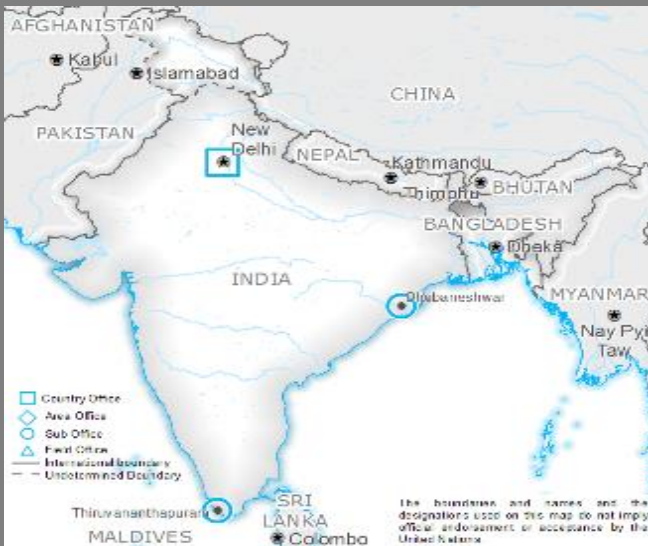 AFGHANISTAN
Kabul
Islamabad
CHINA
PAKISTAN
New
Delhi
NEPAL
Kathmandu
Thimphu
BHUTAN
BANGLADESH
Dhaka
INDIA
Bhubaneshwar
MYANMAR
Nay Pyi
Taw
Country Office
Area Office
Sub Office
Field Office
International boundary
Undetermined Boundary
Thiruvananthapuram
SRI
LANKA
MALDIVES
Colombo
The boundaries and names and the
designations used on this map do not imply
official endorsement or acceptance by the
United Nations